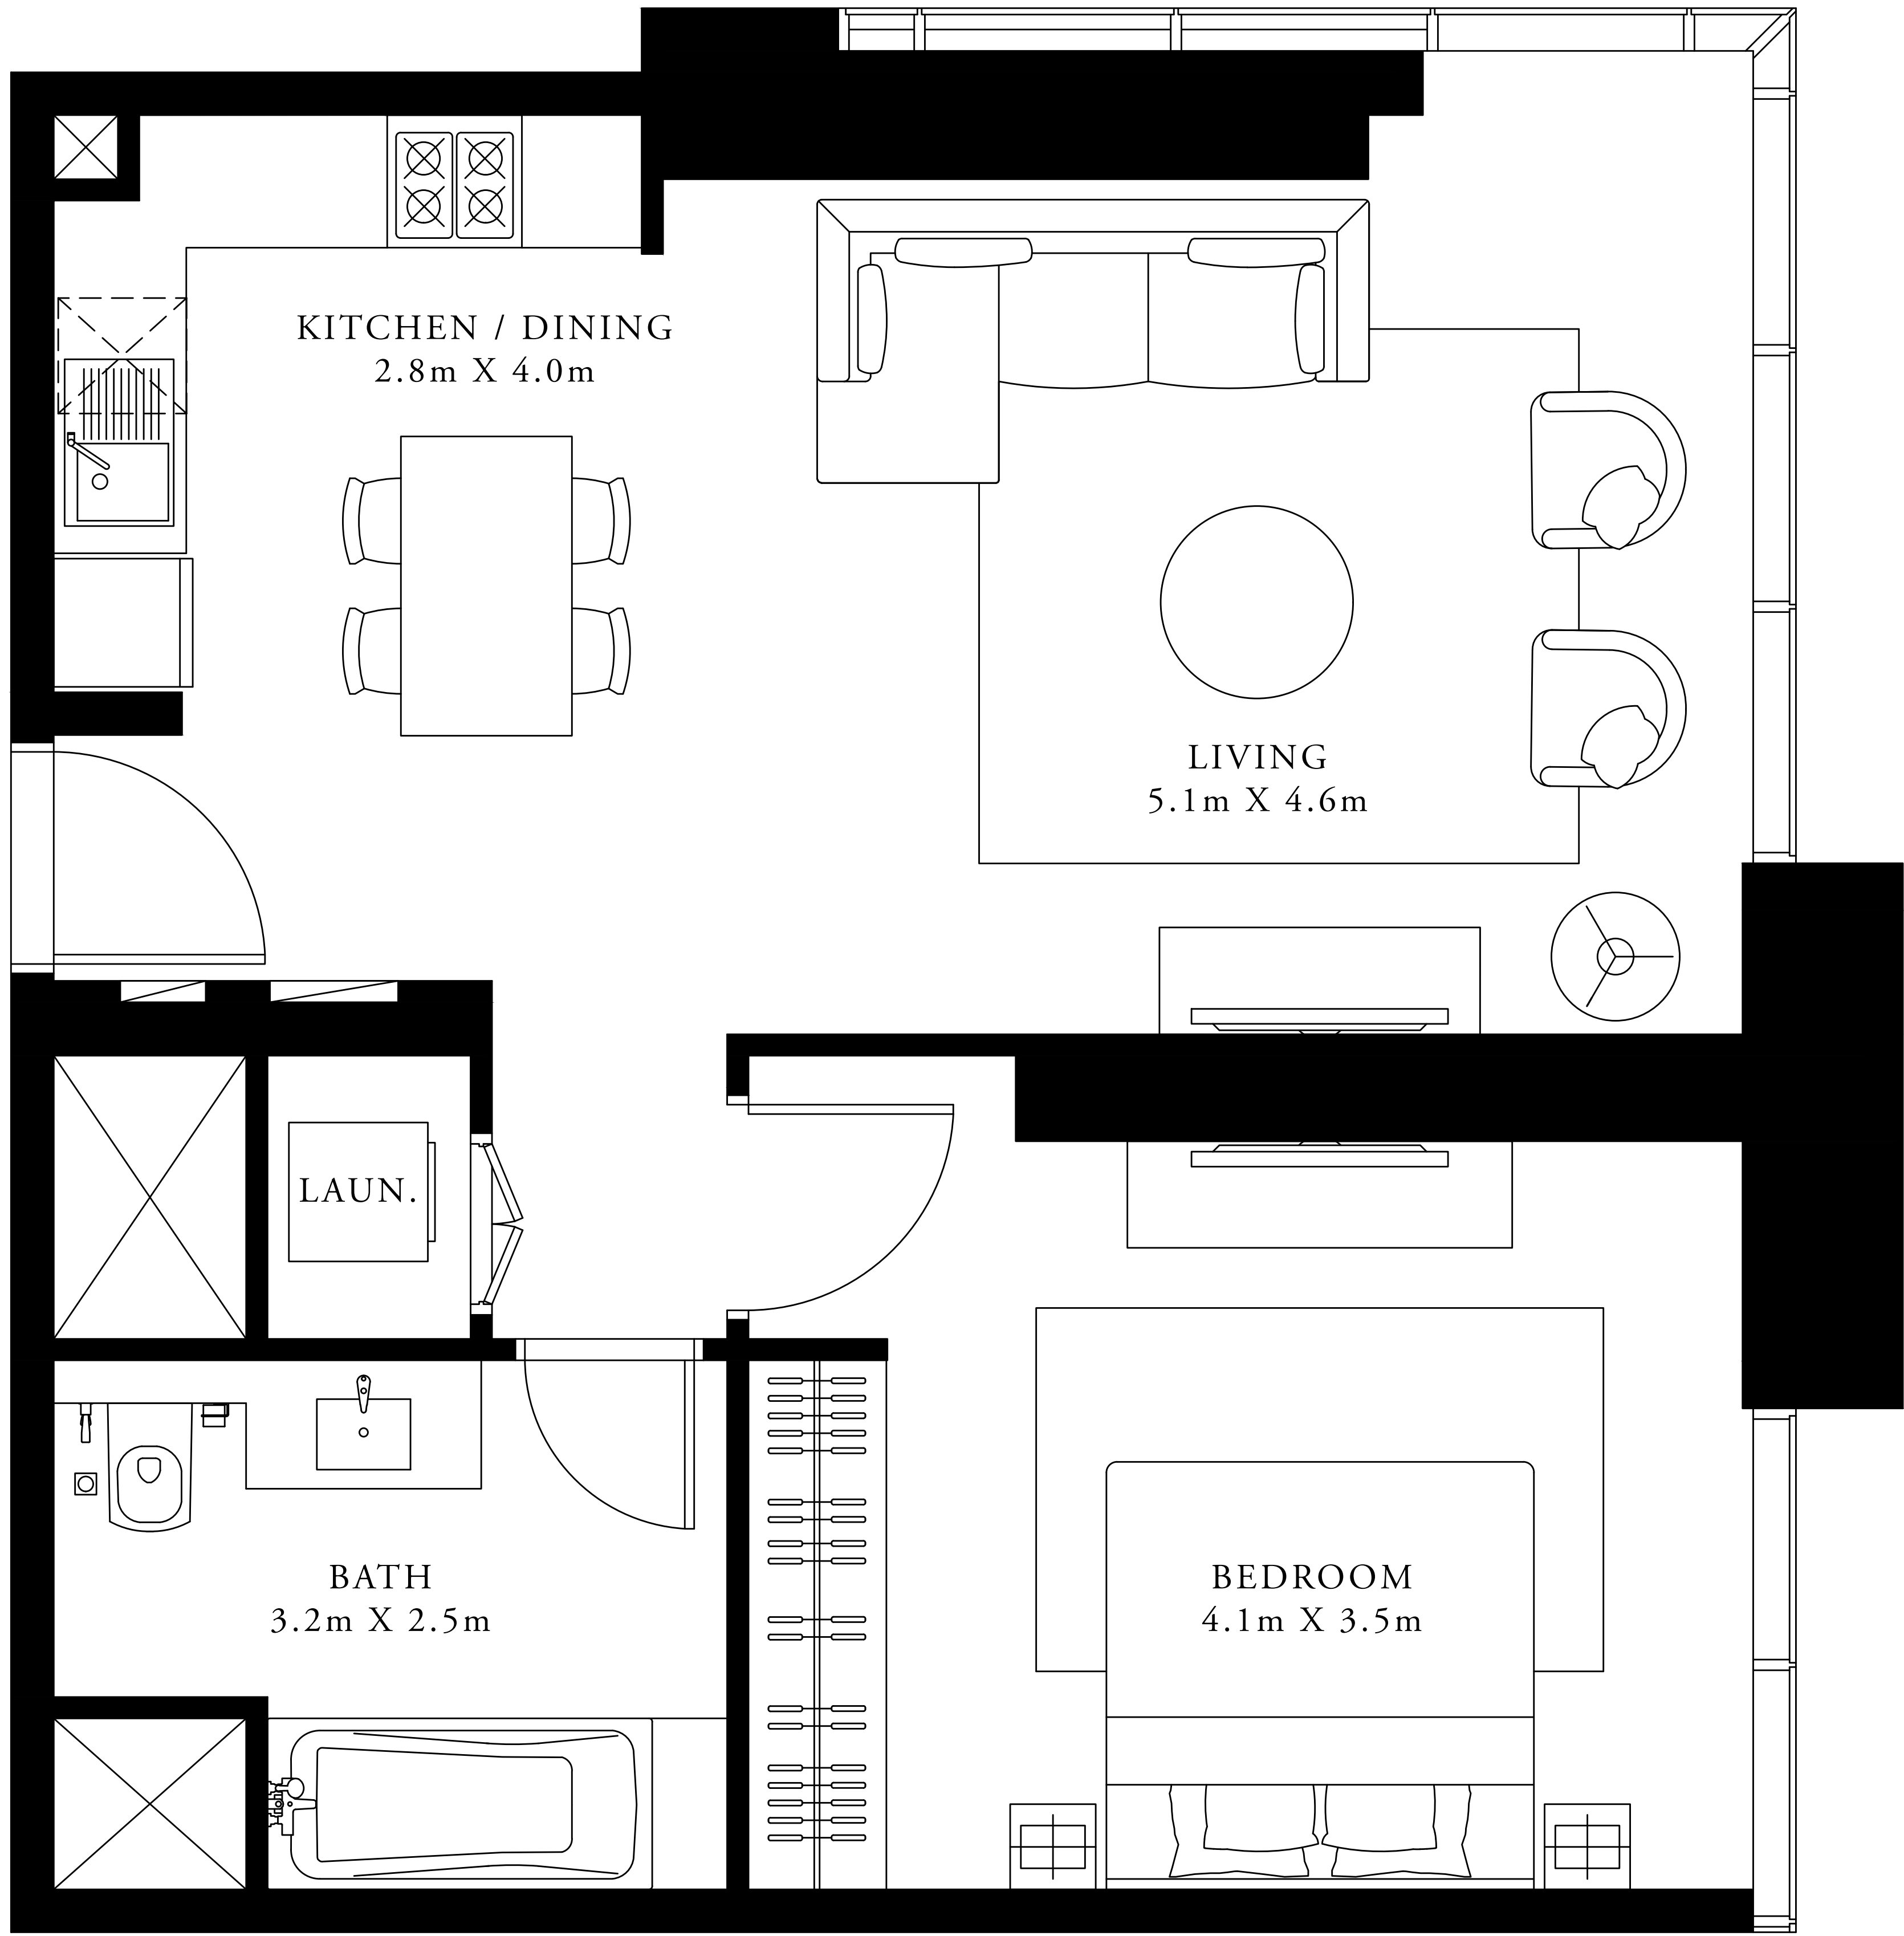 KITCHEN / DINING
2.8m X 4.0m
LIVING
5.1m X 4.6m
LAUN.
BATH
3.2m X 2.5m
BEDROOM
4.1m X 3.5m